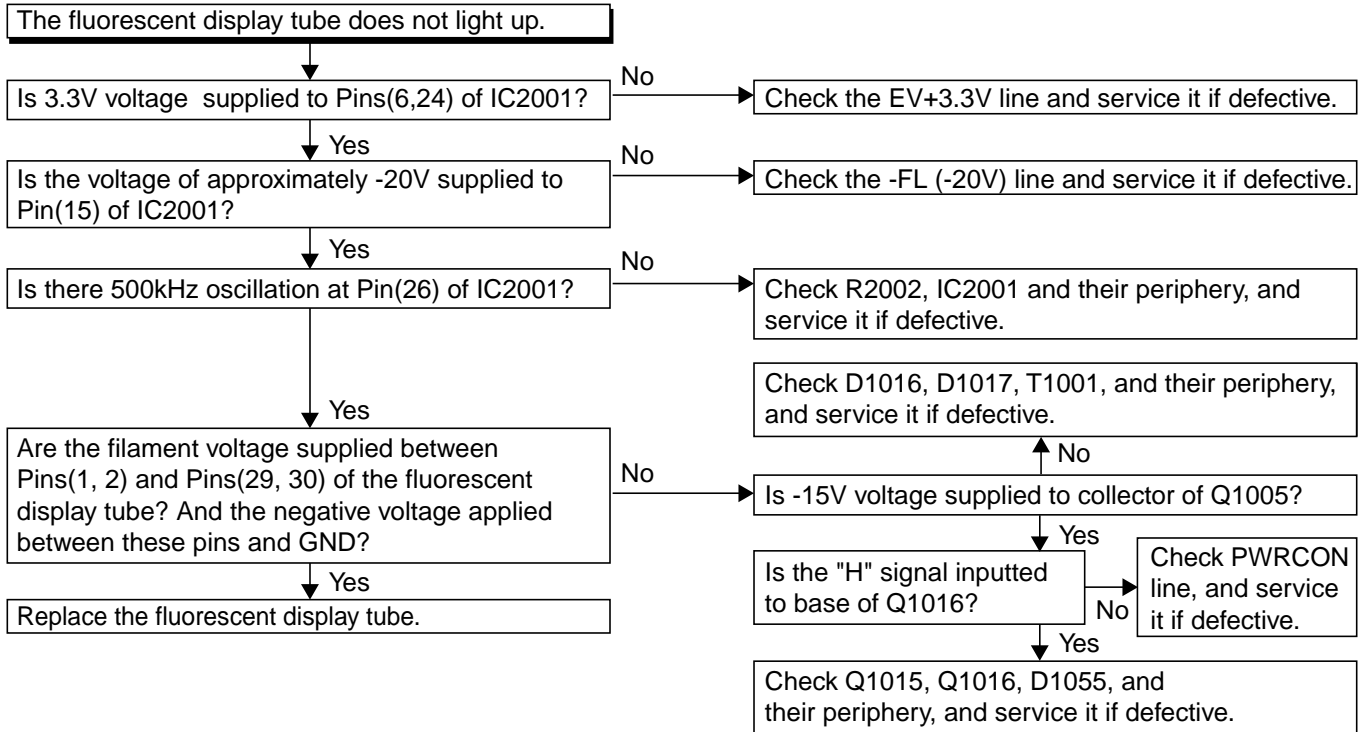 The fluorescent display tube does not light up.
Is 3.3V voltage supplied to Pins(6,24) of IC2001?
No
Check the EV+3.3V line and service it if defective.
Yes
Is the voltage of approximately -20V supplied to
Pin(15) of IC2001?
No
Check the -FL (-20V) line and service it if defective.
Yes
Is there 500kHz oscillation at Pin(26) of IC2001?
No
Check R2002, IC2001 and their periphery, and
service it if defective.
Yes
Are the filament voltage supplied between
Pins(1, 2) and Pins(29, 30) of the fluorescent
display tube? And the negative voltage applied
between these pins and GND?
No
Check D1016, D1017, T1001, and their periphery,
and service it if defective.
No
Is -15V voltage supplied to collector of Q1005?
Yes
Is the "H" signal inputted
to base of Q1016?
No
Check PWRCON
line, and service
it if defective.
Yes
Check Q1015, Q1016, D1055, and
their periphery, and service it if defective.
Yes
Replace the fluorescent display tube.